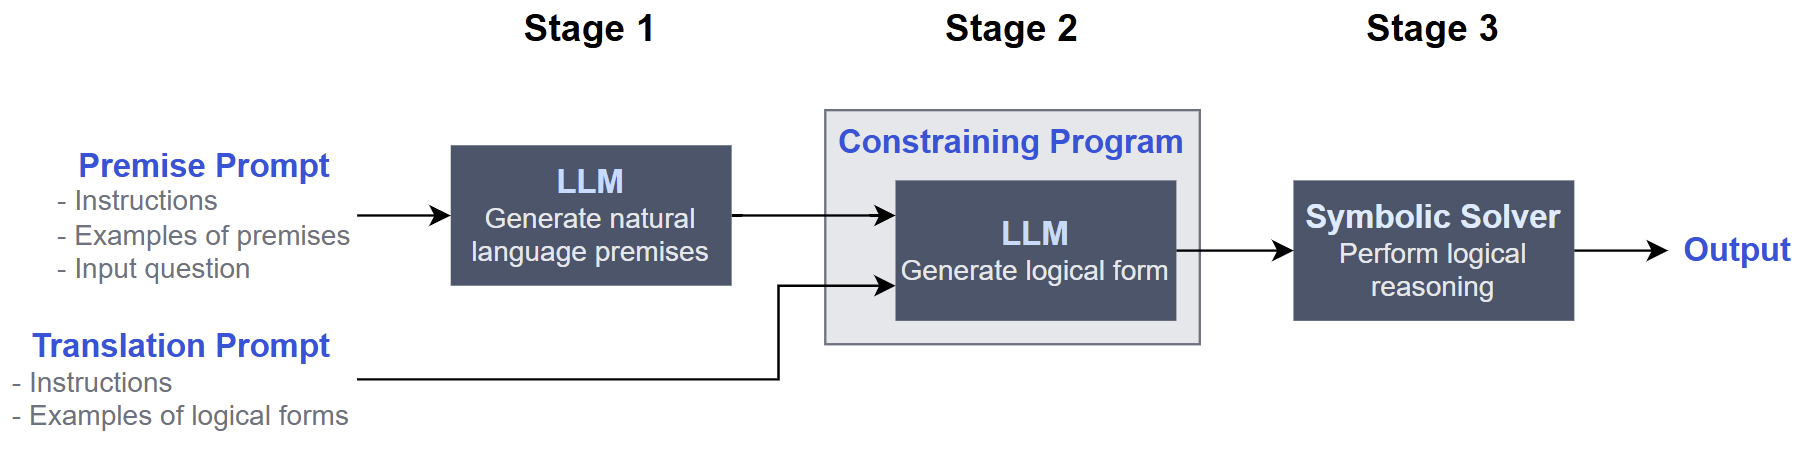 Stage 1
Stage 2
Stage 3
Premise Prompt
- Instructions
- Examples of premises
- Input question
LLM
Generate natural
language premises
Constraining Program
LLM
Generate logical form
Symbolic Solver
Perform logical
reasoning
Output
Translation Prompt
- Instructions
- Examples of logical forms